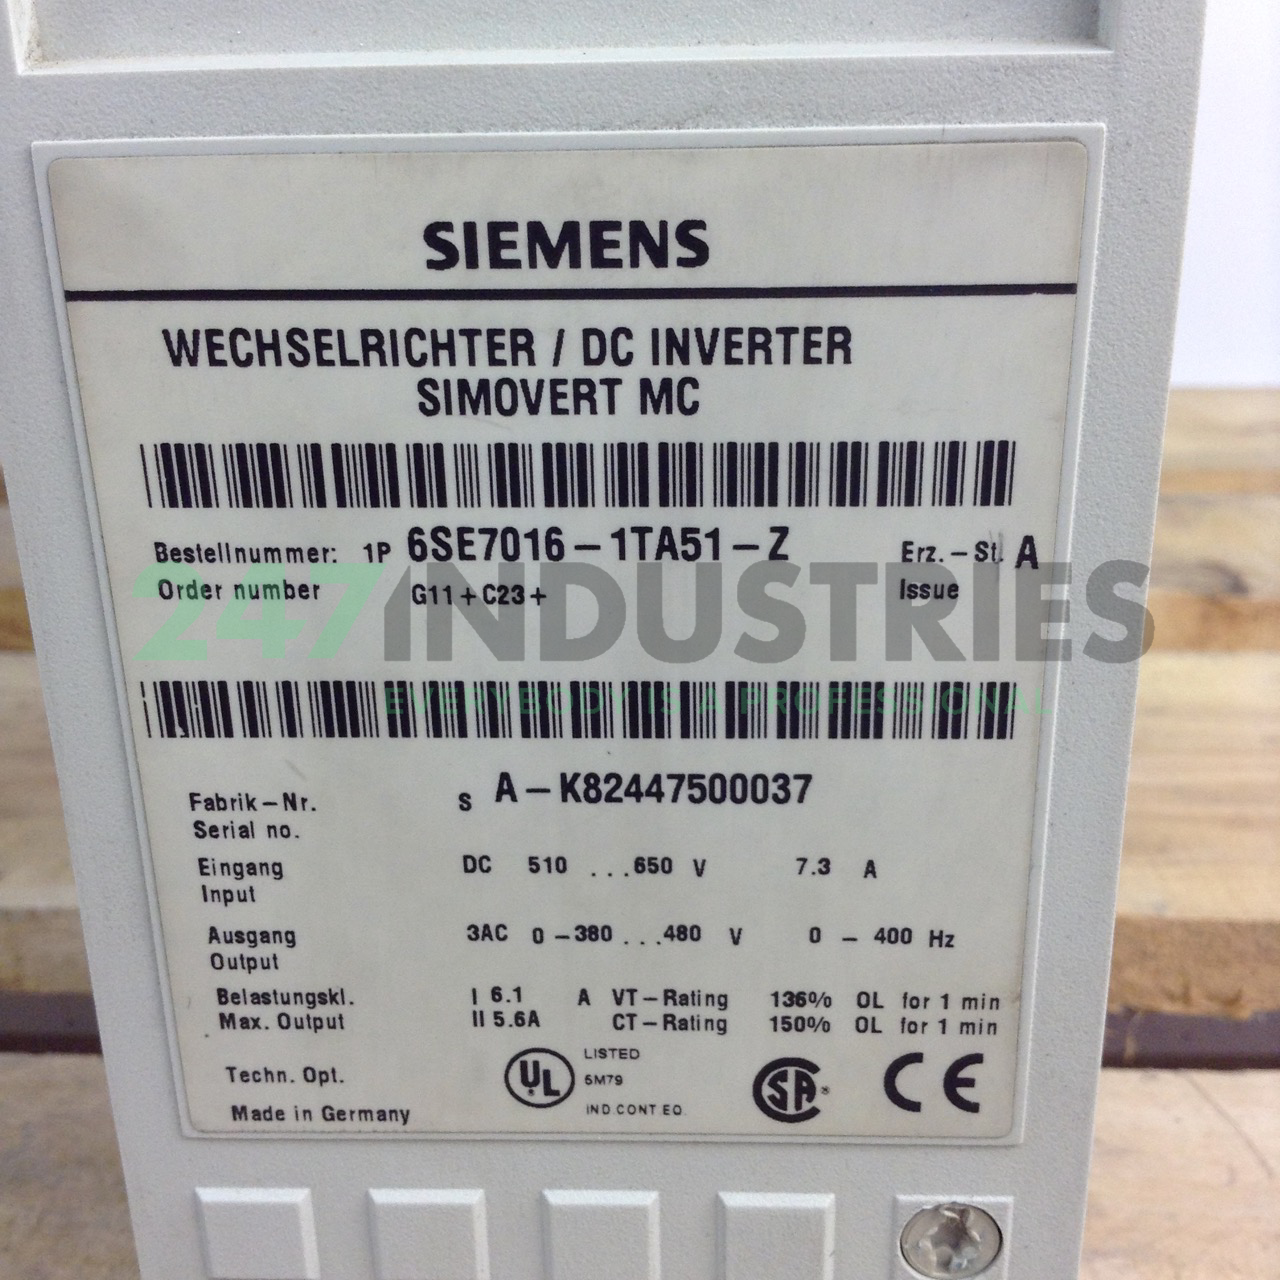 SIEMENS
WECHSELRICHTER / DC INVERTER
SIMOVERT MC
Bestellnummer: 1P 6SE7016-1TA51-Z Erz.-St. A
Order number G11+C23+ Issue
247INDUSTRIES
EVERYBODY IS A PROFESSIONAL
Fabrik-Nr. S A-K82447500037
Serial no.
Eingang DC 510 ...650 V 7.3 A
Input
Ausgang 3AC 0-380...480 V 0 - 400 Hz
Output
Belastungskl. I 6.1 A VT-Rating 136% OL for 1 min
Max. Output II 5.6A CT-Rating 150% OL for 1 min
Techn. Opt. UL LISTED 5M79 IND.CONT.EQ. SA CE
Made in Germany